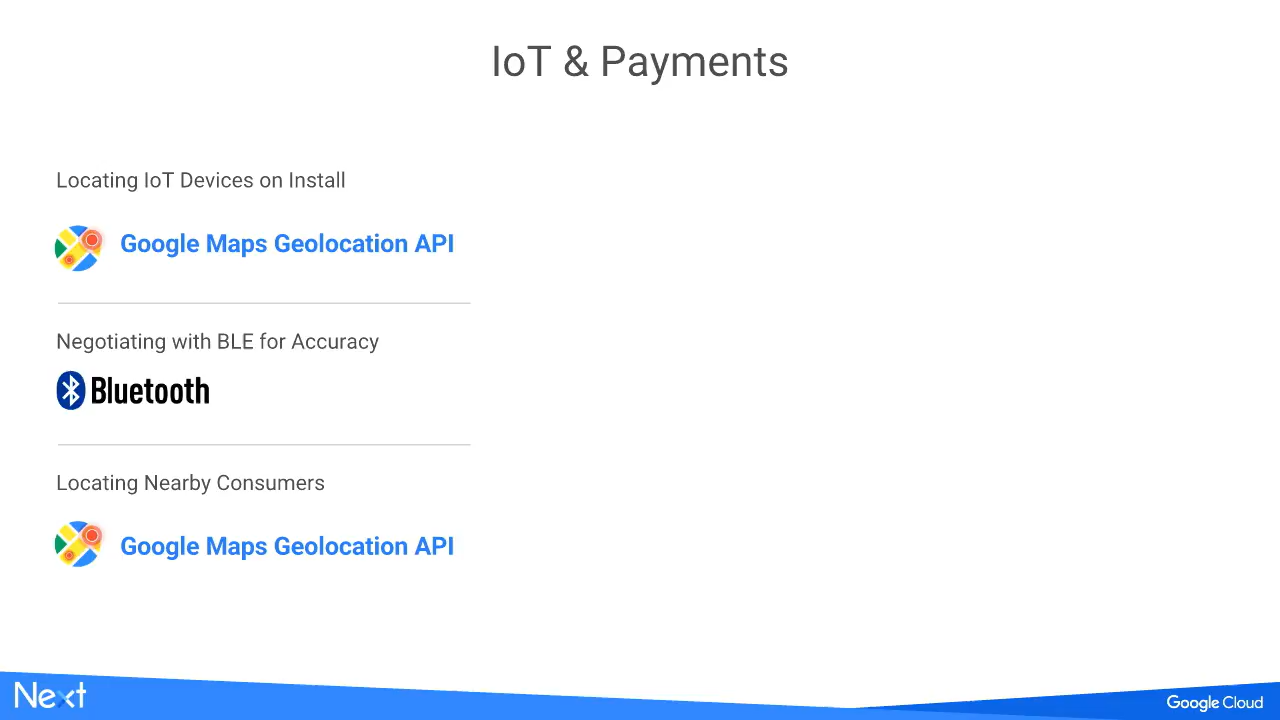 IoT & Payments
Locating IoT Devices on Install
Google Maps Geolocation API
Negotiating with BLE for Accuracy
Bluetooth
Locating Nearby Consumers
Google Maps Geolocation API
Next
Google Cloud